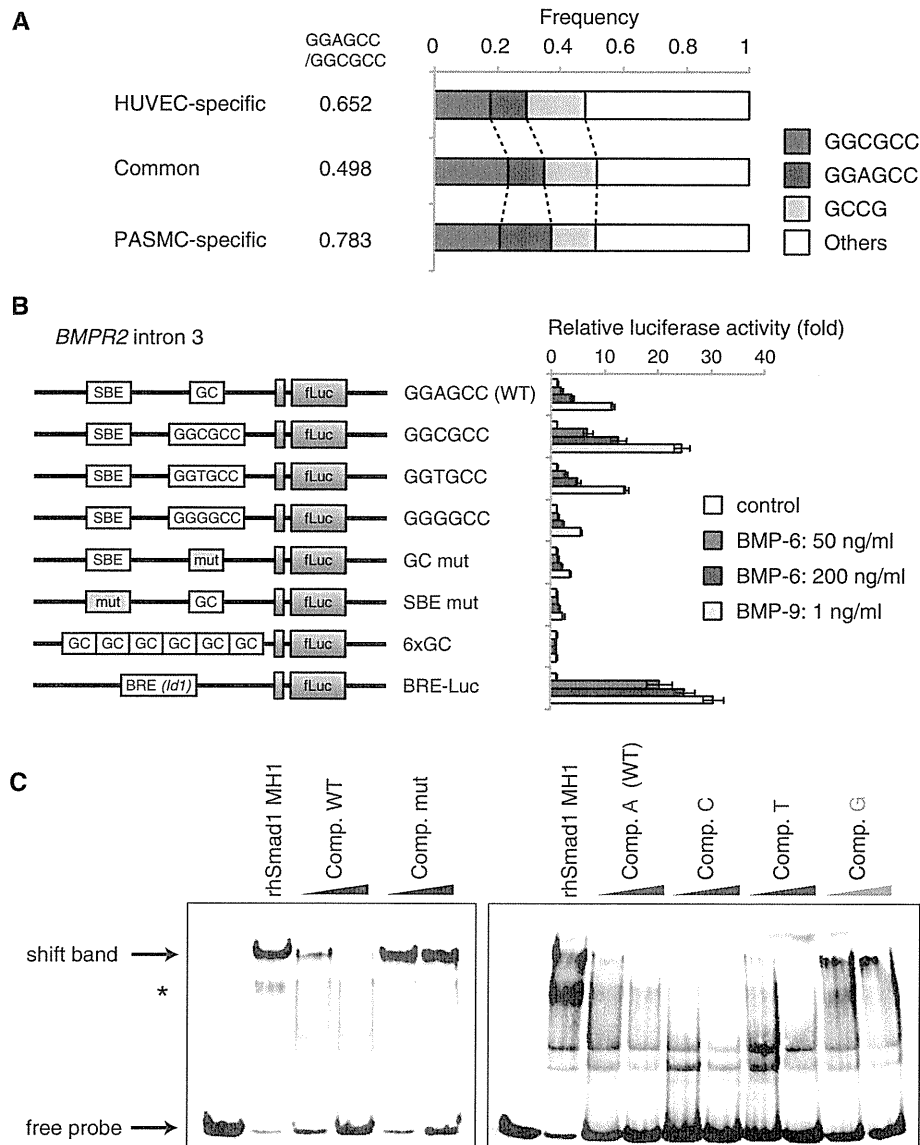 A
GGAGCC
/GGCGCC
Frequency
0 0.2 0.4 0.6 0.8 1
HUVEC-specific 0.652
Common 0.498
PASMC-specific 0.783
GGCGCC
GGAGCC
GCCG
Others
B
BMPR2 intron 3
Relative luciferase activity (fold)
0 10 20 30 40
SBE GC fLuc GGAGCC (WT)
SBE GGCGCC fLuc GGCGCC
SBE GGTGCC fLuc GGTGCC
SBE GGGGCC fLuc GGGGCC
SBE mut fLuc GC mut
mut GC fLuc SBE mut
GC GC GC GC GC GC fLuc 6xGC
BRE (Id1) fLuc BRE-Luc
control
BMP-6: 50 ng/ml
BMP-6: 200 ng/ml
BMP-9: 1 ng/ml
C
rhSmad1 MH1
Comp. WT
Comp. mut
rhSmad1 MH1
Comp. A (WT)
Comp. C
Comp. T
Comp. G
shift band
*
free probe